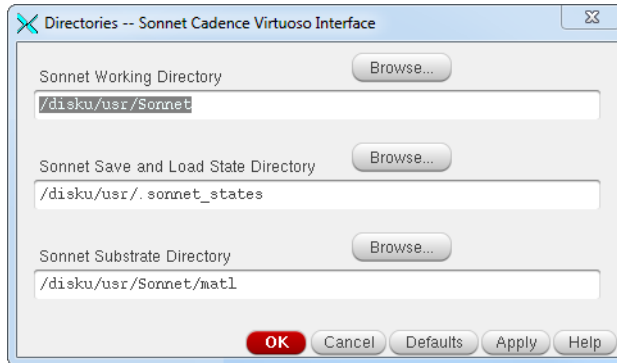 Directories -- Sonnet Cadence Virtuoso Interface
Sonnet Working Directory Browse...
/disku/usr/Sonnet
Sonnet Save and Load State Directory Browse...
/disku/usr/.sonnet_states
Sonnet Substrate Directory Browse...
/disku/usr/Sonnet/matl
OK Cancel Defaults Apply Help